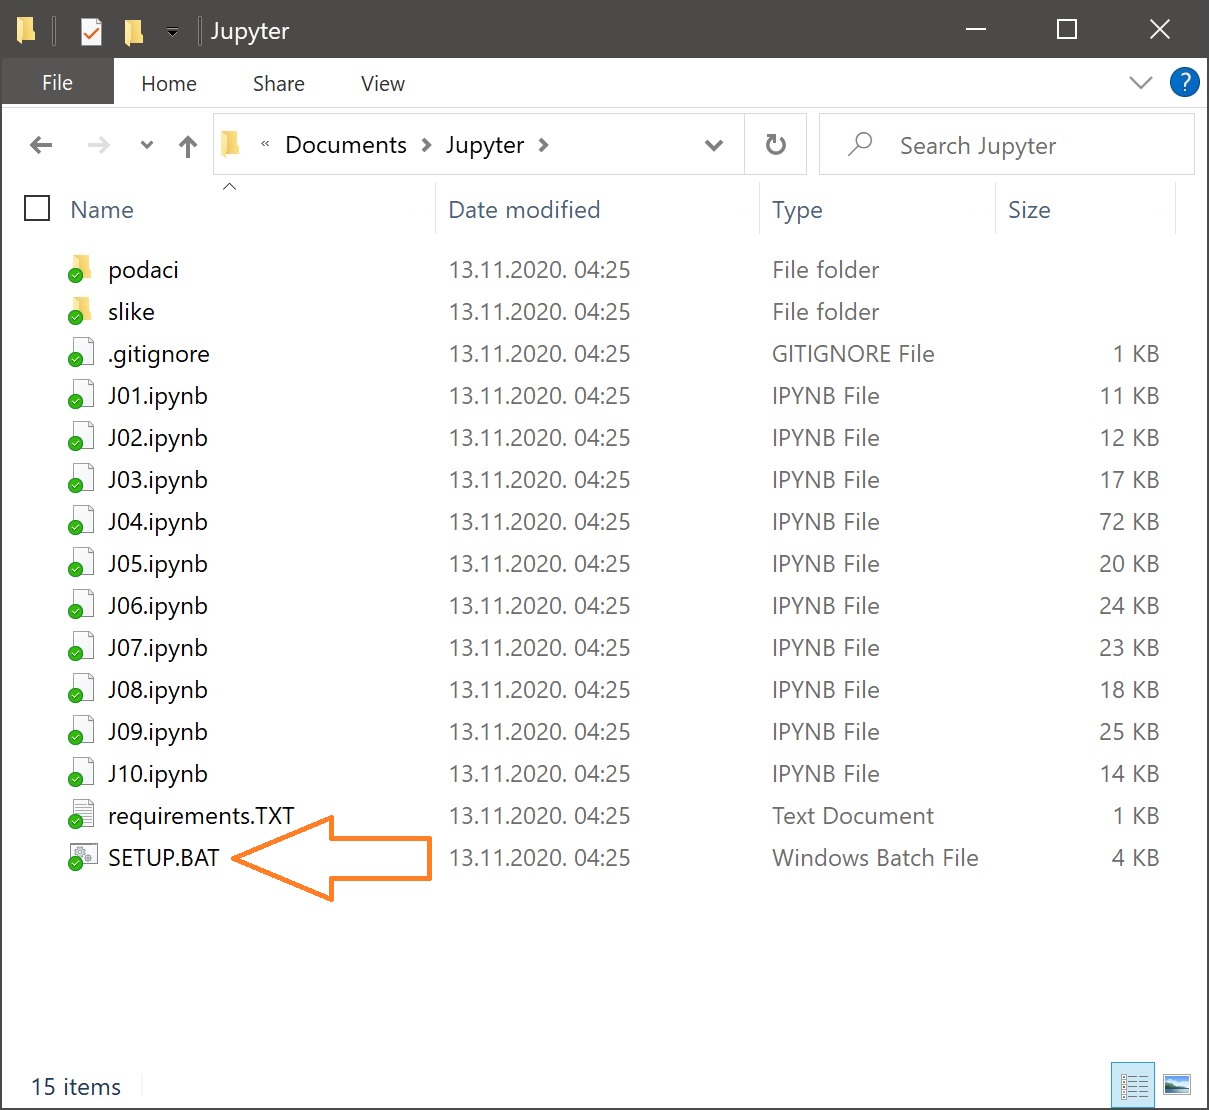 Jupyter
File Home Share View
?
« Documents > Jupyter > Search Jupyter
Name Date modified Type Size
podaci 13.11.2020. 04:25 File folder
slike 13.11.2020. 04:25 File folder
.gitignore 13.11.2020. 04:25 GITIGNORE File 1 KB
J01.ipynb 13.11.2020. 04:25 IPYNB File 11 KB
J02.ipynb 13.11.2020. 04:25 IPYNB File 12 KB
J03.ipynb 13.11.2020. 04:25 IPYNB File 17 KB
J04.ipynb 13.11.2020. 04:25 IPYNB File 72 KB
J05.ipynb 13.11.2020. 04:25 IPYNB File 20 KB
J06.ipynb 13.11.2020. 04:25 IPYNB File 24 KB
J07.ipynb 13.11.2020. 04:25 IPYNB File 23 KB
J08.ipynb 13.11.2020. 04:25 IPYNB File 18 KB
J09.ipynb 13.11.2020. 04:25 IPYNB File 25 KB
J10.ipynb 13.11.2020. 04:25 IPYNB File 14 KB
requirements.TXT 13.11.2020. 04:25 Text Document 1 KB
SETUP.BAT 13.11.2020. 04:25 Windows Batch File 4 KB
15 items